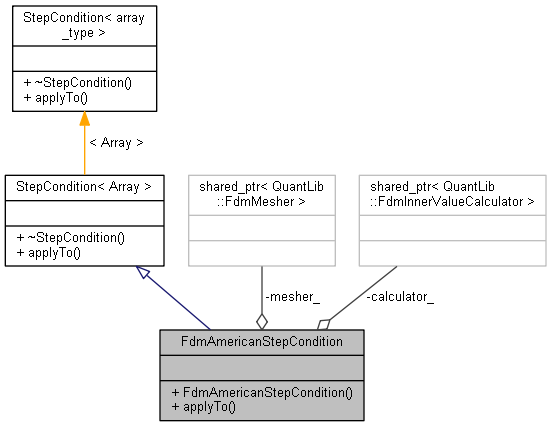 StepCondition< array
_type >
+ ~StepCondition()
+ applyTo()
< Array >
StepCondition< Array >
+ ~StepCondition()
+ applyTo()
shared_ptr< QuantLib
::FdmMesher >
shared_ptr< QuantLib
::FdmInnerValueCalculator >
-mesher_
-calculator_
FdmAmericanStepCondition
+ FdmAmericanStepCondition()
+ applyTo()